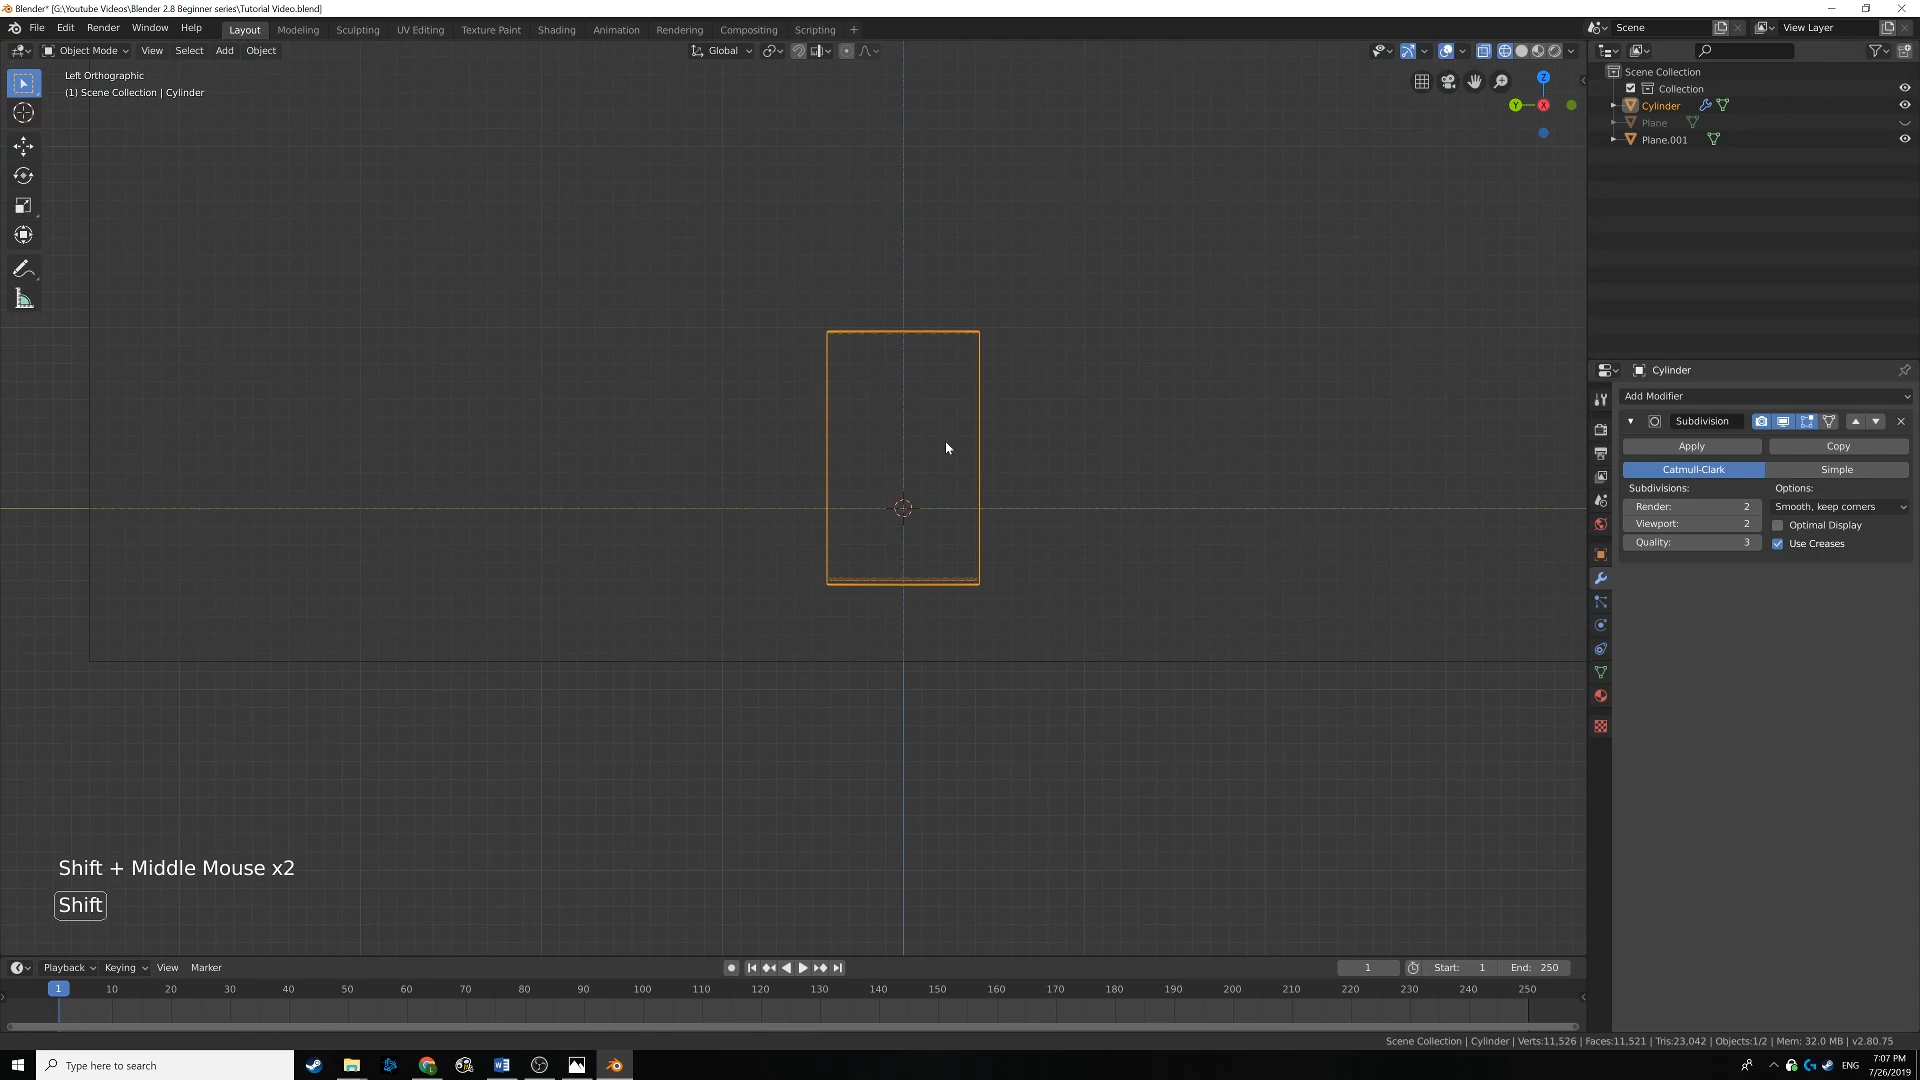 Blender* [G:\Youtube Videos\Blender 2.8 Beginner series\Tutorial Video.blend]
File Edit Render Window Help Layout Modeling Sculpting UV Editing Texture Paint Shading Animation Rendering Compositing Scripting + Scene View Layer
Object Mode View Select Add Object Global
Left Orthographic
(1) Scene Collection | Cylinder
Z
Y X
Scene Collection
Collection
Cylinder
Plane
Plane.001
Cylinder
Add Modifier
Subdivision
Apply Copy
Catmull-Clark Simple
Subdivisions: Options:
Render: 2 Smooth, keep corners
Viewport: 2 Optimal Display
Quality: 3 Use Creases
Shift + Middle Mouse x2
Shift
Playback Keying View Marker 1 Start: 1 End: 250
1 10 20 30 40 50 60 70 80 90 100 110 120 130 140 150 160 170 180 190 200 210 220 230 240 250
Scene Collection | Cylinder | Verts:11,526 | Faces:11,521 | Tris:23,042 | Objects:1/2 | Mem: 32.0 MB | v2.80.75
Type here to search
ENG
7:07 PM
7/26/2019